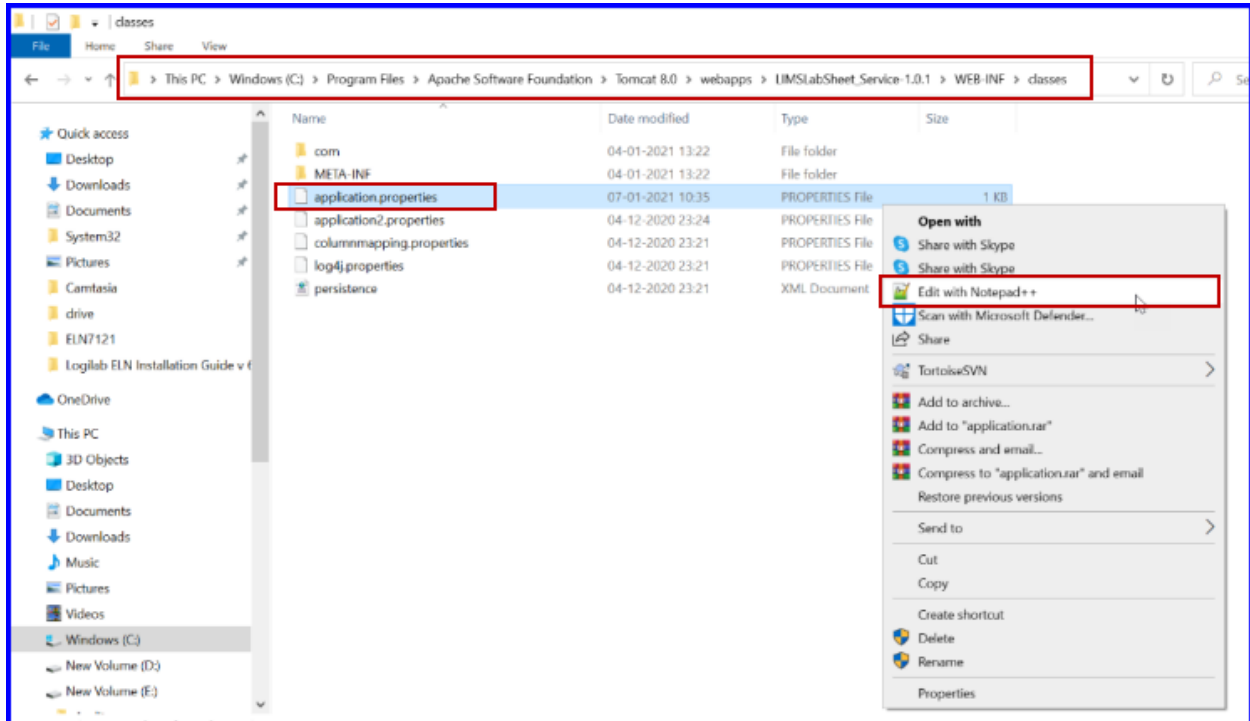 classes
File Home Share View
This PC > Windows (C:) > Program Files > Apache Software Foundation > Tomcat 8.0 > webapps > LIMSLabSheet_Service-1.0.1 > WEB-INF > classes
Se
Name Date modified Type Size
Quick access
Desktop
Downloads
Documents
System32
Pictures
Camtasia
drive
ELN7121
Logilab ELN Installation Guide v 6
OneDrive
This PC
3D Objects
Desktop
Documents
Downloads
Music
Pictures
Videos
Windows (C:)
New Volume (D:)
New Volume (E:)
com 04-01-2021 13:22 File folder
META-INF 04-01-2021 13:22 File folder
application.properties 07-01-2021 10:35 PROPERTIES File 1 KB
application2.properties 04-12-2020 23:24 PROPERTIES File
columnmapping.properties 04-12-2020 23:21 PROPERTIES File
log4j.properties 04-12-2020 23:21 PROPERTIES File
persistence 04-12-2020 23:21 XML Document
Open with
Share with Skype
Share with Skype
Edit with Notepad++
Scan with Microsoft Defender...
Share
TortoiseSVN
Add to archive...
Add to "application.rar"
Compress and email...
Compress to "application.rar" and email
Restore previous versions
Send to
Cut
Copy
Create shortcut
Delete
Rename
Properties